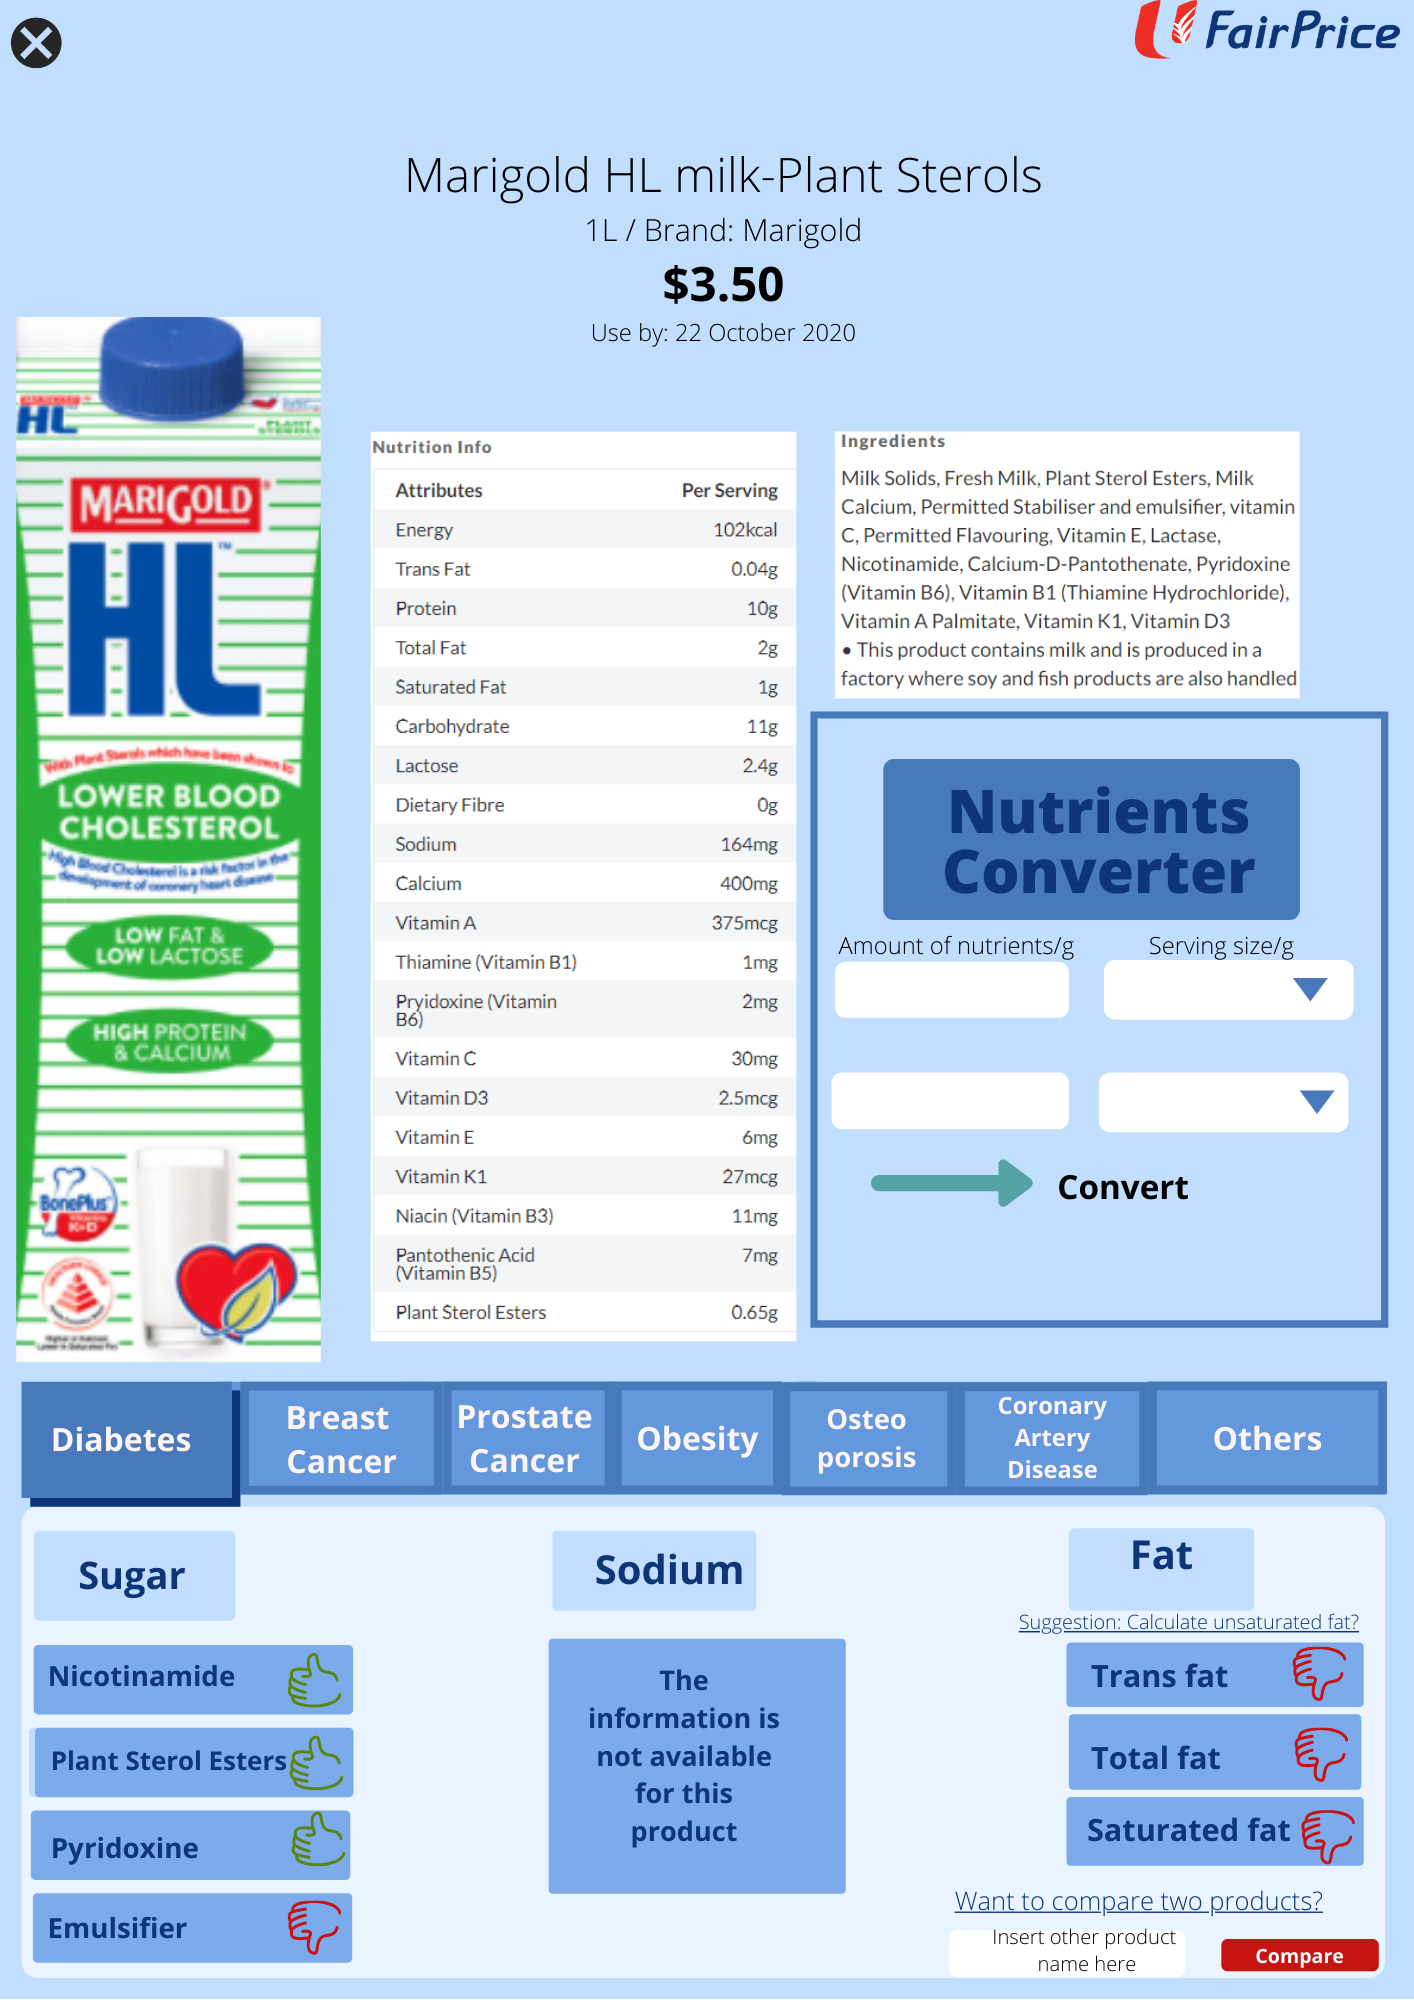 FairPrice
Marigold HL milk-Plant Sterols
1L / Brand: Marigold
$3.50
Use by: 22 October 2020
HL
PLANT
STEROLS
MARIGOLD
HL™
With Plant Sterols which have been shown to
LOWER BLOOD
CHOLESTEROL
High Blood Cholesterol is a risk factor in the
development of coronary heart disease
LOW FAT &
LOW LACTOSE
HIGH PROTEIN
& CALCIUM
BonePlus
K+D
Nutrition Info
Attributes Per Serving
Energy 102kcal
Trans Fat 0.04g
Protein 10g
Total Fat 2g
Saturated Fat 1g
Carbohydrate 11g
Lactose 2.4g
Dietary Fibre 0g
Sodium 164mg
Calcium 400mg
Vitamin A 375mcg
Thiamine (Vitamin B1) 1mg
Pryidoxine (Vitamin 2mg
B6)
Vitamin C 30mg
Vitamin D3 2.5mcg
Vitamin E 6mg
Vitamin K1 27mcg
Niacin (Vitamin B3) 11mg
Pantothenic Acid 7mg
(Vitamin B5)
Plant Sterol Esters 0.65g
Ingredients
Milk Solids, Fresh Milk, Plant Sterol Esters, Milk
Calcium, Permitted Stabiliser and emulsifier, vitamin
C, Permitted Flavouring, Vitamin E, Lactase,
Nicotinamide, Calcium-D-Pantothenate, Pyridoxine
(Vitamin B6), Vitamin B1 (Thiamine Hydrochloride),
Vitamin A Palmitate, Vitamin K1, Vitamin D3
• This product contains milk and is produced in a
factory where soy and fish products are also handled
Nutrients
Converter
Amount of nutrients/g Serving size/g
Convert
Diabetes
Breast
Cancer
Prostate
Cancer
Obesity
Osteo
porosis
Coronary
Artery
Disease
Others
Sugar
Nicotinamide
Plant Sterol Esters
Pyridoxine
Emulsifier
Sodium
The
information is
not available
for this
product
Fat
Suggestion: Calculate unsaturated fat?
Trans fat
Total fat
Saturated fat
Want to compare two products?
Insert other product
name here
Compare